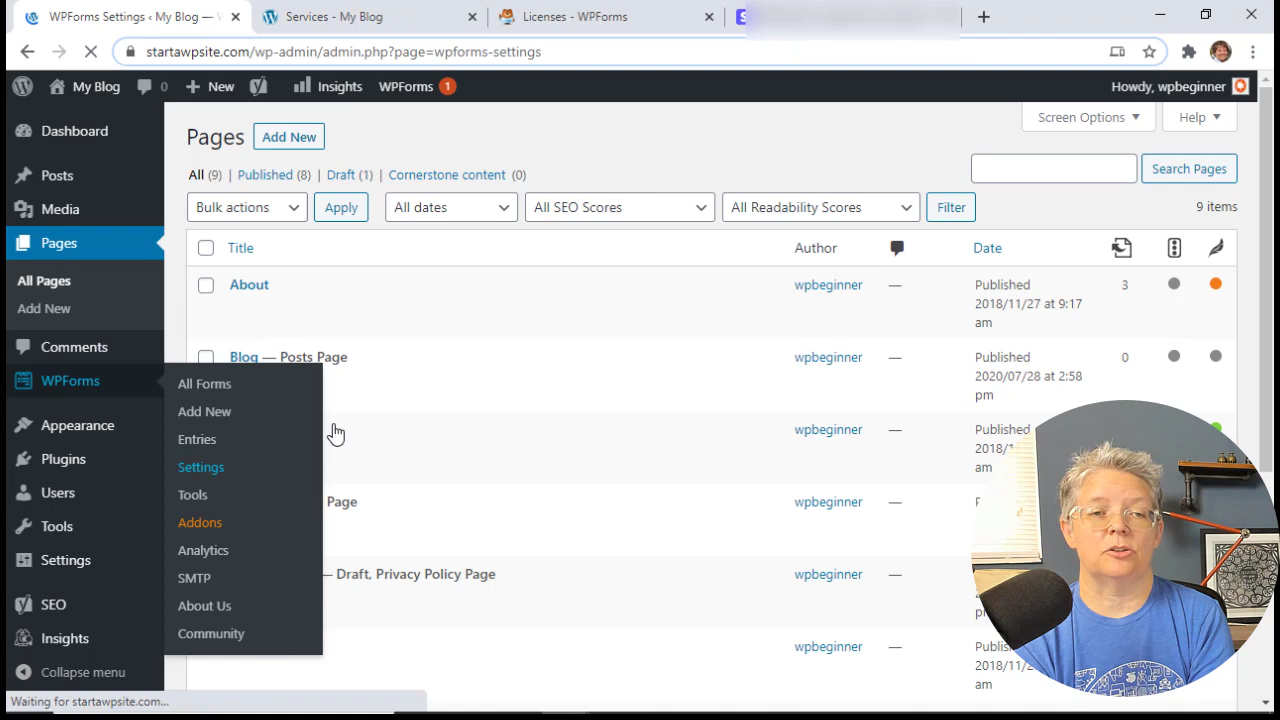 WPForms Settings ‹ My Blog —
Services - My Blog
Licenses - WPForms
startawpsite.com/wp-admin/admin.php?page=wpforms-settings
My Blog
0
New
Insights
WPForms 1
Howdy, wpbeginner
Dashboard
Posts
Media
Pages
All Pages
Add New
Comments
WPForms
Appearance
Plugins
Users
Tools
Settings
SEO
Insights
Collapse menu
All Forms
Add New
Entries
Settings
Tools
Addons
Analytics
SMTP
About Us
Community
Pages
Add New
Screen Options
Help
All (9) | Published (8) | Draft (1) | Cornerstone content (0)
Search Pages
Bulk actions
Apply
All dates
All SEO Scores
All Readability Scores
Filter
9 items
Title
Author
Date
About
wpbeginner
—
Published
2018/11/27 at 9:17
am
3
Blog — Posts Page
wpbeginner
—
Published
2020/07/28 at 2:58
pm
0
wpbeginner
—
Published
am
Page
wpbeginner
—
— Draft, Privacy Policy Page
wpbeginner
—
wpbeginner
—
am
Waiting for startawpsite.com...